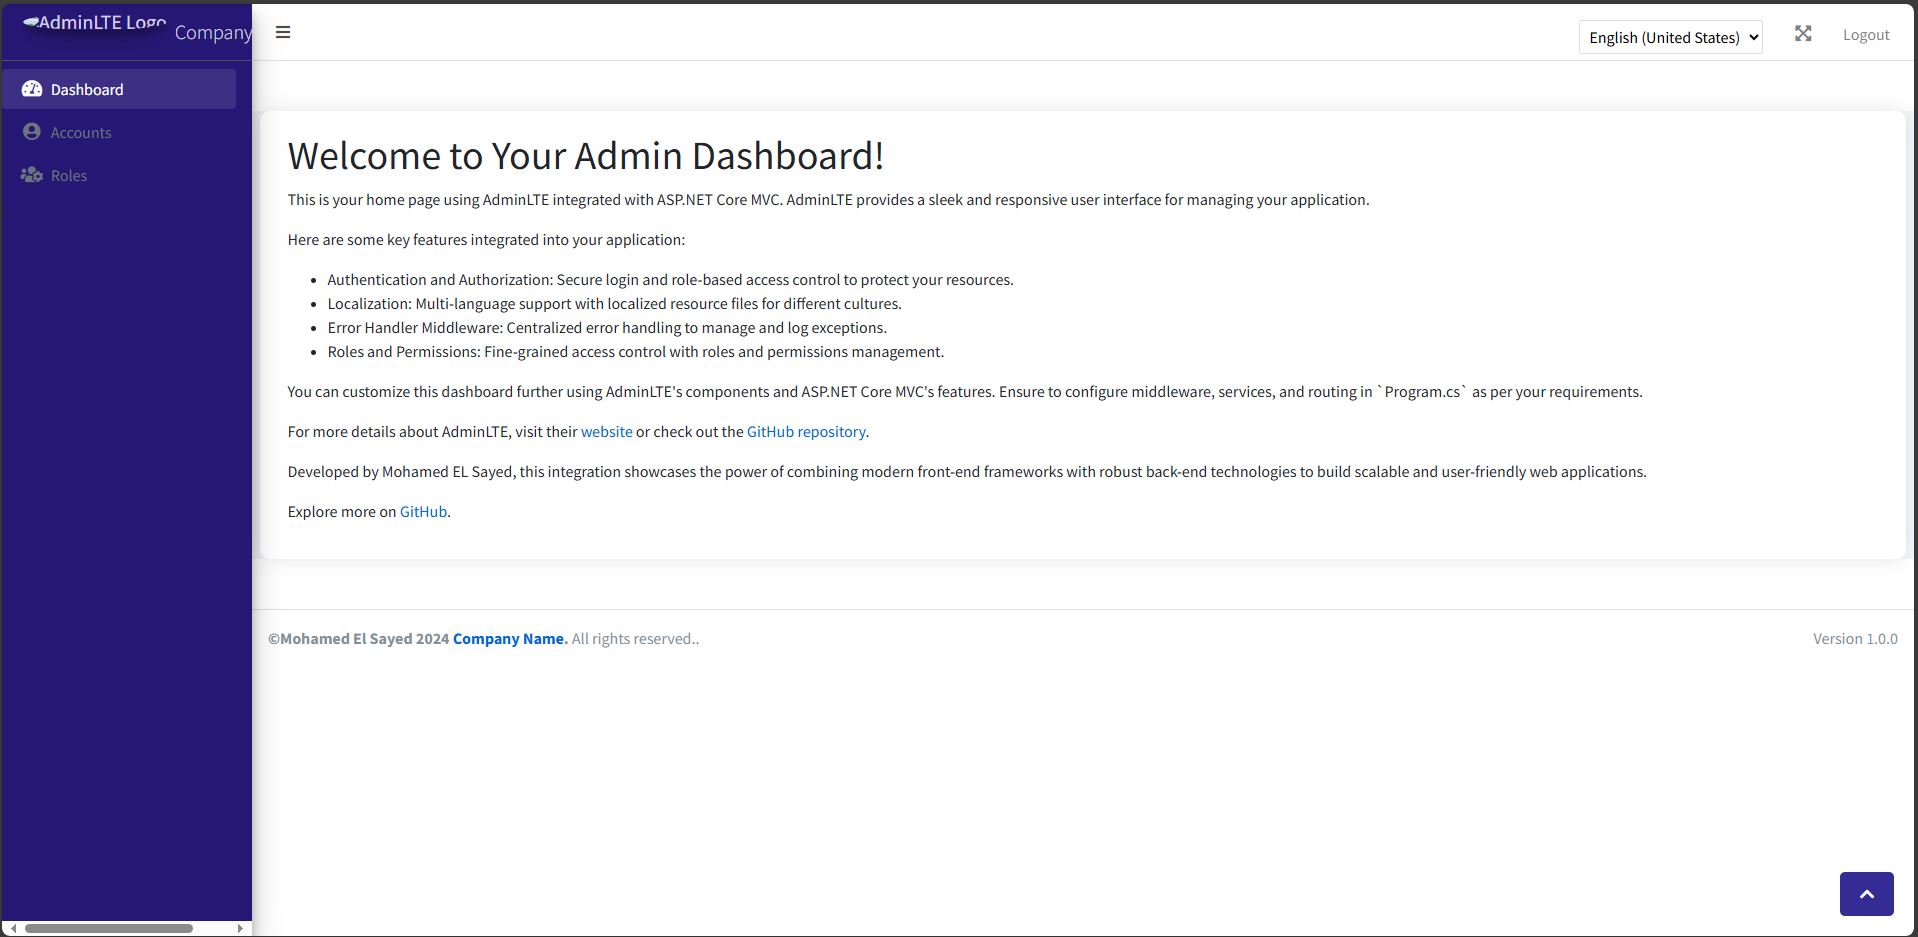 AdminLTE Logo
Company
English (United States)
Logout
Dashboard
Accounts
Roles
Welcome to Your Admin Dashboard!
This is your home page using AdminLTE integrated with ASP.NET Core MVC. AdminLTE provides a sleek and responsive user interface for managing your application.
Here are some key features integrated into your application:
• Authentication and Authorization: Secure login and role-based access control to protect your resources.
• Localization: Multi-language support with localized resource files for different cultures.
• Error Handler Middleware: Centralized error handling to manage and log exceptions.
• Roles and Permissions: Fine-grained access control with roles and permissions management.
You can customize this dashboard further using AdminLTE's components and ASP.NET Core MVC's features. Ensure to configure middleware, services, and routing in `Program.cs` as per your requirements.
For more details about AdminLTE, visit their website or check out the GitHub repository.
Developed by Mohamed EL Sayed, this integration showcases the power of combining modern front-end frameworks with robust back-end technologies to build scalable and user-friendly web applications.
Explore more on GitHub.
©Mohamed El Sayed 2024 Company Name. All rights reserved..
Version 1.0.0